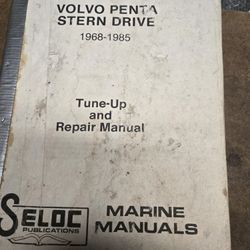 VOLVO PENTA
STERN DRIVE
1968-1985
Tune-Up
and
Repair Manual
SELOC
PUBLICATIONS
MARINE
MANUALS